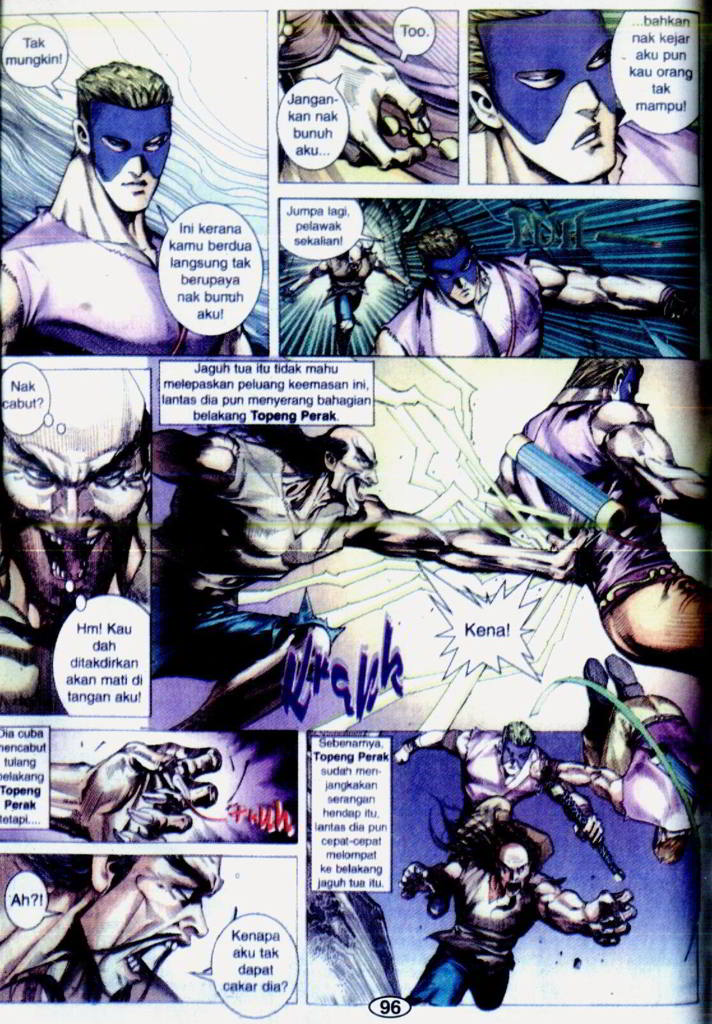 Tak
mungkin!
Ini kerana
kamu berdua
langsung tak
berupaya
nak bunuh
aku!
Too.
Jangan-
kan nak
bunuh
aku...
...bahkan
nak kejar
aku pun
kau orang
tak
mampu!
Jumpa lagi,
pelawak
sekalian!
Nak
cabut?
Hm! Kau
dah
ditakdirkan
akan mati di
tangan aku!
Jaguh tua itu tidak mahu
melepaskan peluang keemasan ini,
lantas dia pun menyerang bahagian
belakang Topeng Perak.
Kena!
Dia cuba
mencabut
tulang
belakang
Topeng
Perak
tetapi....
Ah?!
Kenapa
aku tak
dapat
cakar dia?
Sebenarnya,
Topeng Perak
sudah men-
jangkakan
serangan
hendap itu,
lantas dia pun
cepat-cepat
melompat
ke belakang
jaguh tua itu.
96